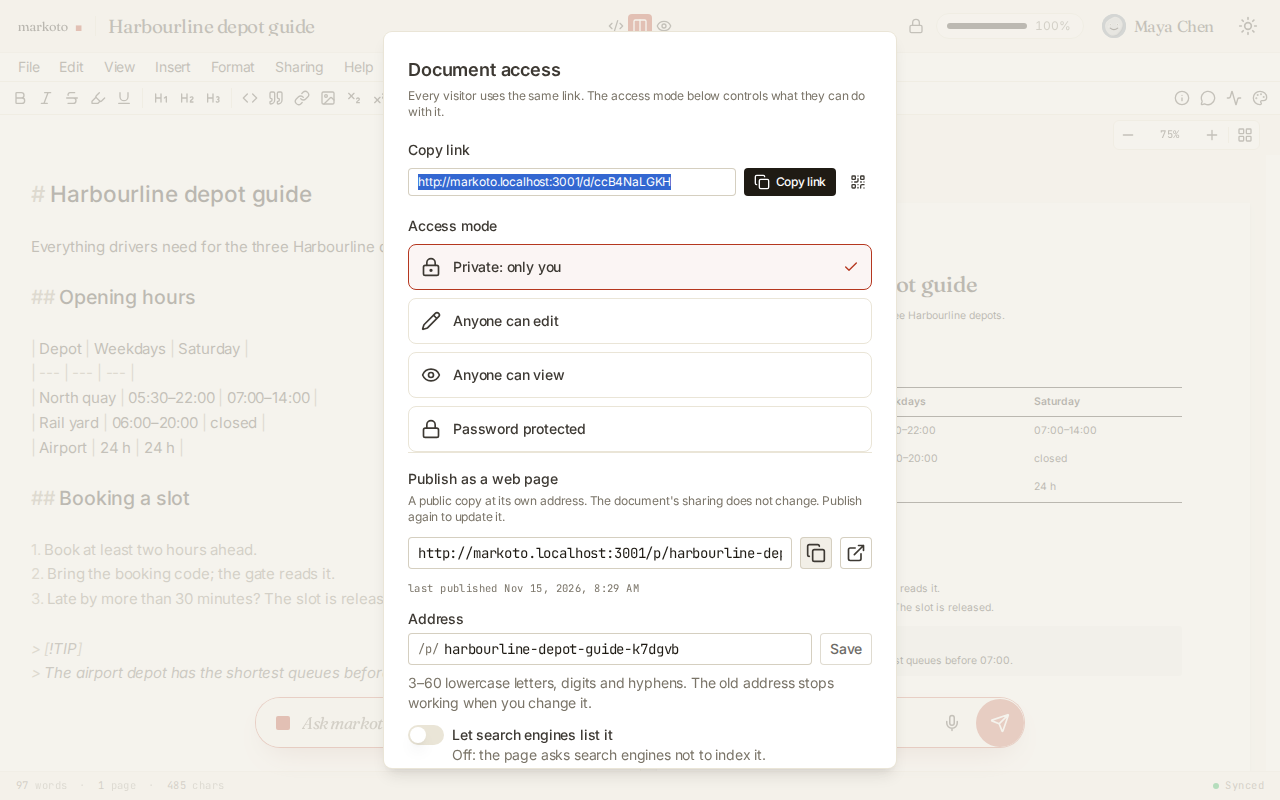 markoto
Harbourline depot guide
100%
Maya Chen
File Edit View Insert Format Sharing Help
H1 H2 H3
75%
# Harbourline depot guide
Everything drivers need for the three Harbourline
## Opening hours
| Depot | Weekdays | Saturday |
| --- | --- | --- |
| North quay | 05:30–22:00 | 07:00–14:00 |
| Rail yard | 06:00–20:00 | closed |
| Airport | 24 h | 24 h |
## Booking a slot
1. Book at least two hours ahead.
2. Bring the booking code; the gate reads it.
3. Late by more than 30 minutes? The slot is releas
> [!TIP]
> The airport depot has the shortest queues befor
Ask markot
Document access
Every visitor uses the same link. The access mode below controls what they can do
with it.
Copy link
http://markoto.localhost:3001/d/ccB4NaLGKH
Copy link
Access mode
Private: only you
Anyone can edit
Anyone can view
Password protected
Publish as a web page
A public copy at its own address. The document's sharing does not change. Publish
again to update it.
http://markoto.localhost:3001/p/harbourline-dep
last published Nov 15, 2026, 8:29 AM
Address
/p/ harbourline-depot-guide-k7dgvb
Save
3–60 lowercase letters, digits and hyphens. The old address stops
working when you change it.
Let search engines list it
Off: the page asks search engines not to index it.
ot guide
ee Harbourline depots.
kdays Saturday
0–22:00 07:00–14:00
0–20:00 closed
24 h
reads it.
The slot is released.
st queues before 07:00.
97 words · 1 page · 485 chars
Synced